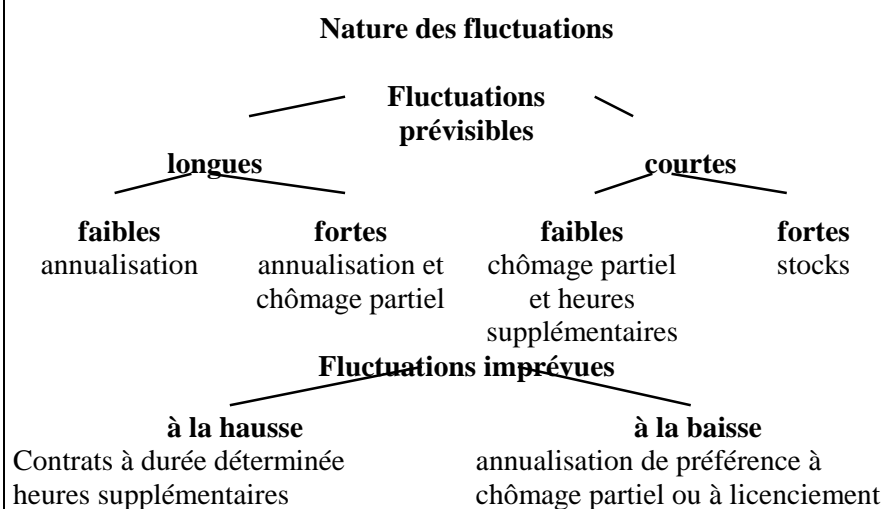 Nature des fluctuations
Fluctuations
prévisibles
longues courtes
faibles fortes faibles fortes
annualisation annualisation et chômage partiel stocks
chômage partiel et heures
supplémentaires
Fluctuations imprévues
à la hausse à la baisse
Contrats à durée déterminée annualisation de préférence à
heures supplémentaires chômage partiel ou à licenciement